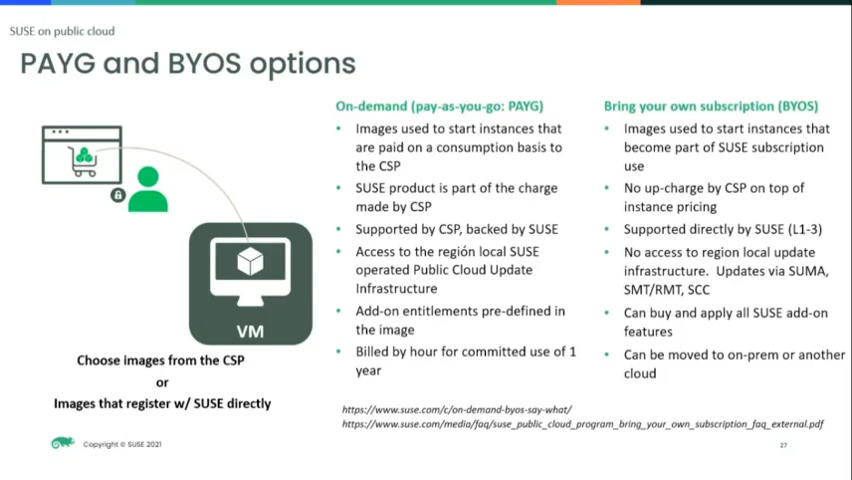 SUSE on public cloud
PAYG and BYOS options
VM
Choose images from the CSP
or
Images that register w/ SUSE directly
On-demand (pay-as-you-go: PAYG)
• Images used to start instances that
are paid on a consumption basis to
the CSP
• SUSE product is part of the charge
made by CSP
• Supported by CSP, backed by SUSE
• Access to the región local SUSE
operated Public Cloud Update
Infrastructure
• Add-on entitlements pre-defined in
the image
• Billed by hour for committed use of 1
year
Bring your own subscription (BYOS)
• Images used to start instances that
become part of SUSE subscription
use
• No up-charge by CSP on top of
instance pricing
• Supported directly by SUSE (L1-3)
• No access to region local update
infrastructure.  Updates via SUMA,
SMT/RMT, SCC
• Can buy and apply all SUSE add-on
features
• Can be moved to on-prem or another
cloud
https://www.suse.com/c/on-demand-byos-say-what/
https://www.suse.com/media/faq/suse_public_cloud_program_bring_your_own_subscription_faq_external.pdf
Copyright © SUSE 2021
27